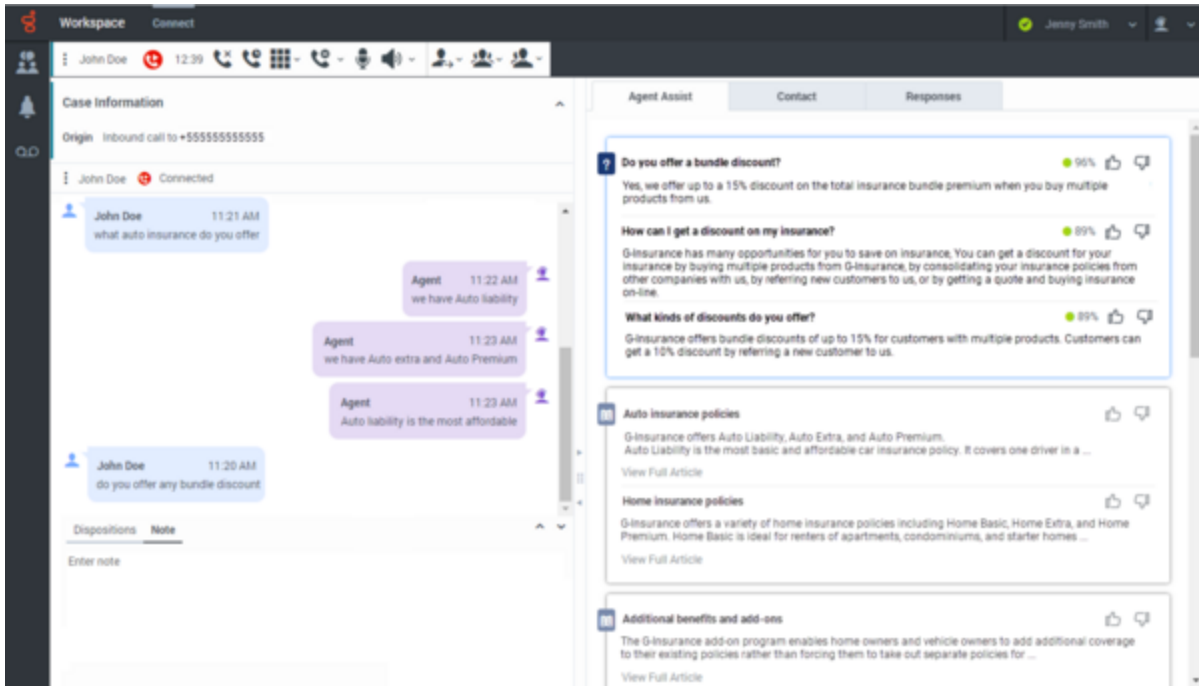 Workspace Connect Jenny Smith
John Doe 12:39
Case Information
Origin Inbound call to +555555555555
John Doe Connected
John Doe 11:21 AM
what auto insurance do you offer
Agent 11:22 AM
we have Auto liability
Agent 11:23 AM
we have Auto extra and Auto Premium
Agent 11:23 AM
Auto liability is the most affordable
John Doe 11:20 AM
do you offer any bundle discount
Dispositions Note
Enter note
Agent Assist Contact Responses
? Do you offer a bundle discount? 96%
Yes, we offer up to a 15% discount on the total insurance bundle premium when you buy multiple
products from us.
How can I get a discount on my insurance? 89%
G-Insurance has many opportunities for you to save on insurance, You can get a discount for your
insurance by buying multiple products from G-Insurance, by consolidating your insurance policies from
other companies with us, by referring new customers to us, or by getting a quote and buying insurance
on-line.
What kinds of discounts do you offer? 89%
G-Insurance offers bundle discounts of up to 15% for customers with multiple products. Customers can
get a 10% discount by referring a new customer to us.
Auto insurance policies
G-Insurance offers Auto Liability, Auto Extra, and Auto Premium.
Auto Liability is the most basic and affordable car insurance policy. It covers one driver in a ...
View Full Article
Home insurance policies
G-Insurance offers a variety of home insurance policies including Home Basic, Home Extra, and Home
Premium. Home Basic is ideal for renters of apartments, condominiums, and starter homes ...
View Full Article
Additional benefits and add-ons
The G-Insurance add-on program enables home owners and vehicle owners to add additional coverage
to their existing policies rather than forcing them to take out separate policies for ...
View Full Article